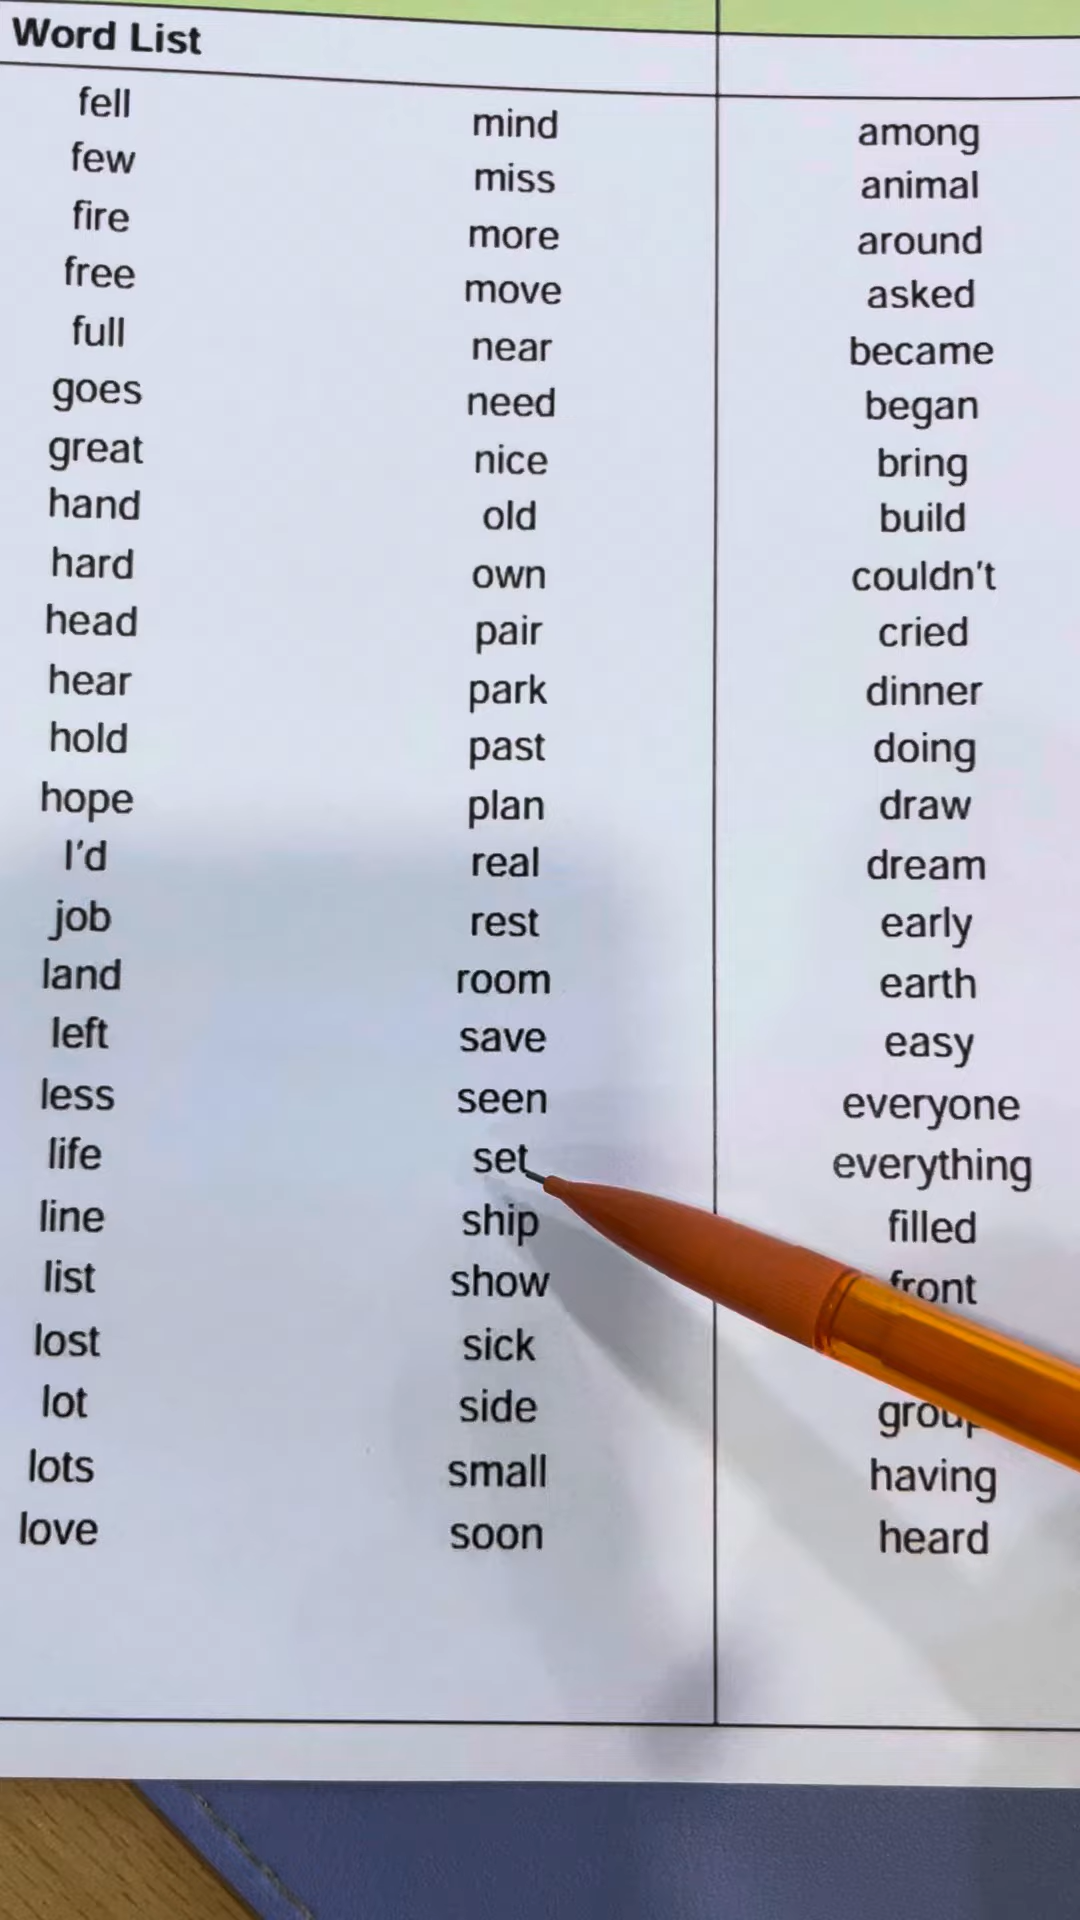 Word List
fell
few
fire
free
full
goes
great
hand
hard
head
hear
hold
hope
I'd
job
land
left
less
life
line
list
lost
lot
lots
love
mind
miss
more
move
near
need
nice
old
own
pair
park
past
plan
real
rest
room
save
seen
set
ship
show
sick
side
small
soon
among
animal
around
asked
became
began
bring
build
couldn't
cried
dinner
doing
draw
dream
early
earth
easy
everyone
everything
filled
front
group
having
heard